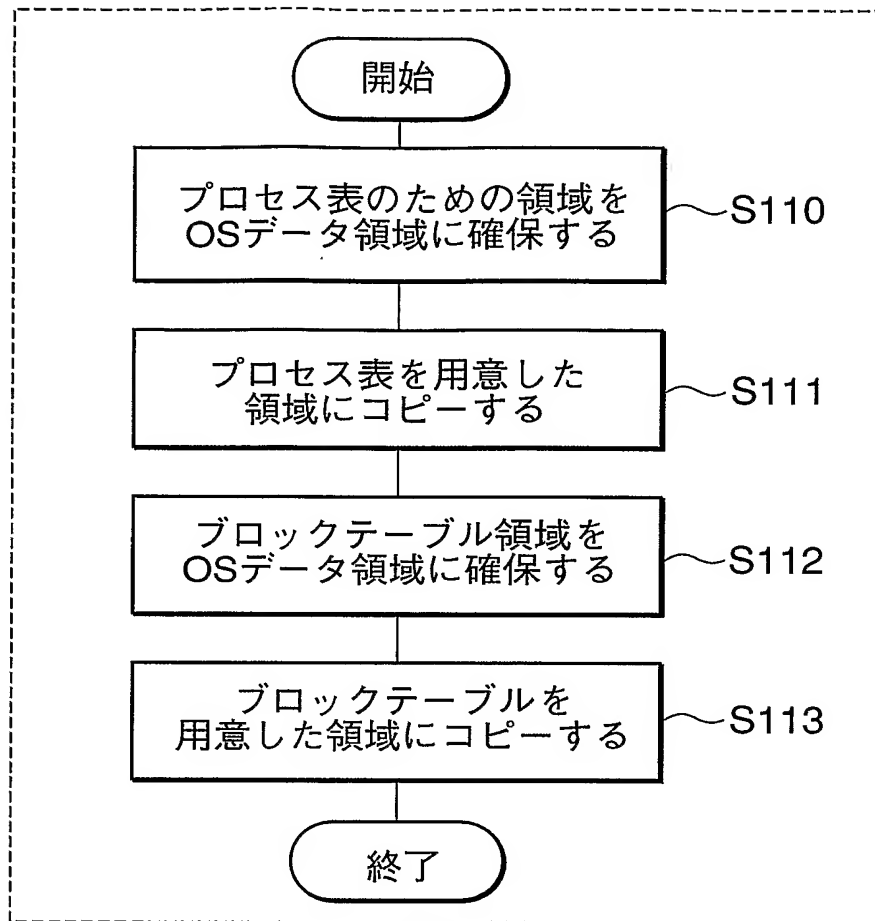 開始
プロセス表のための領域を
OSデータ領域に確保する
S110
プロセス表を用意した
領域にコピーする
S111
ブロックテーブル領域を
OSデータ領域に確保する
S112
ブロックテーブルを
用意した領域にコピーする
S113
終了